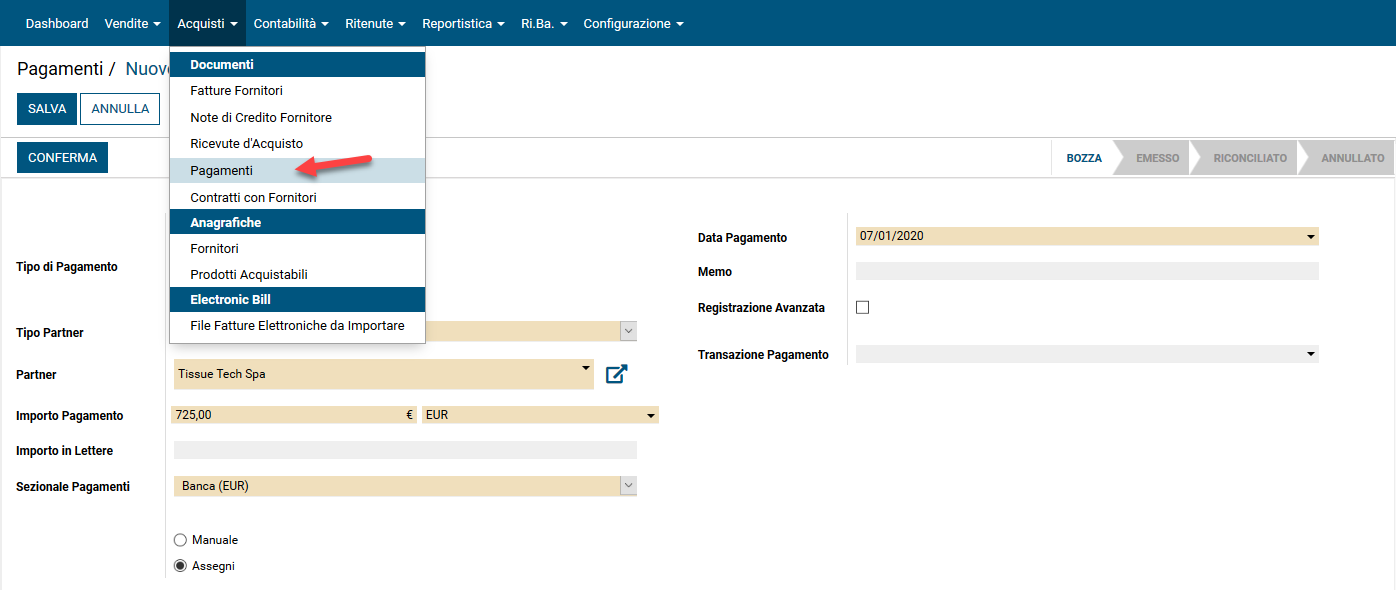 Dashboard Vendite Acquisti Contabilità Ritenute Reportistica Ri.Ba. Configurazione
Pagamenti / Nuovo
SALVA ANNULLA
CONFERMA
Documenti
Fatture Fornitori
Note di Credito Fornitore
Ricevute d'Acquisto
Pagamenti
Contratti con Fornitori
Anagrafiche
Fornitori
Prodotti Acquistabili
Electronic Bill
File Fatture Elettroniche da Importare
BOZZA EMESSO RICONCILIATO ANNULLATO
Tipo di Pagamento
Tipo Partner
Partner Tissue Tech Spa
Importo Pagamento 725,00 € EUR
Importo in Lettere
Sezionale Pagamenti Banca (EUR)
Manuale
Assegni
Data Pagamento 07/01/2020
Memo
Registrazione Avanzata
Transazione Pagamento